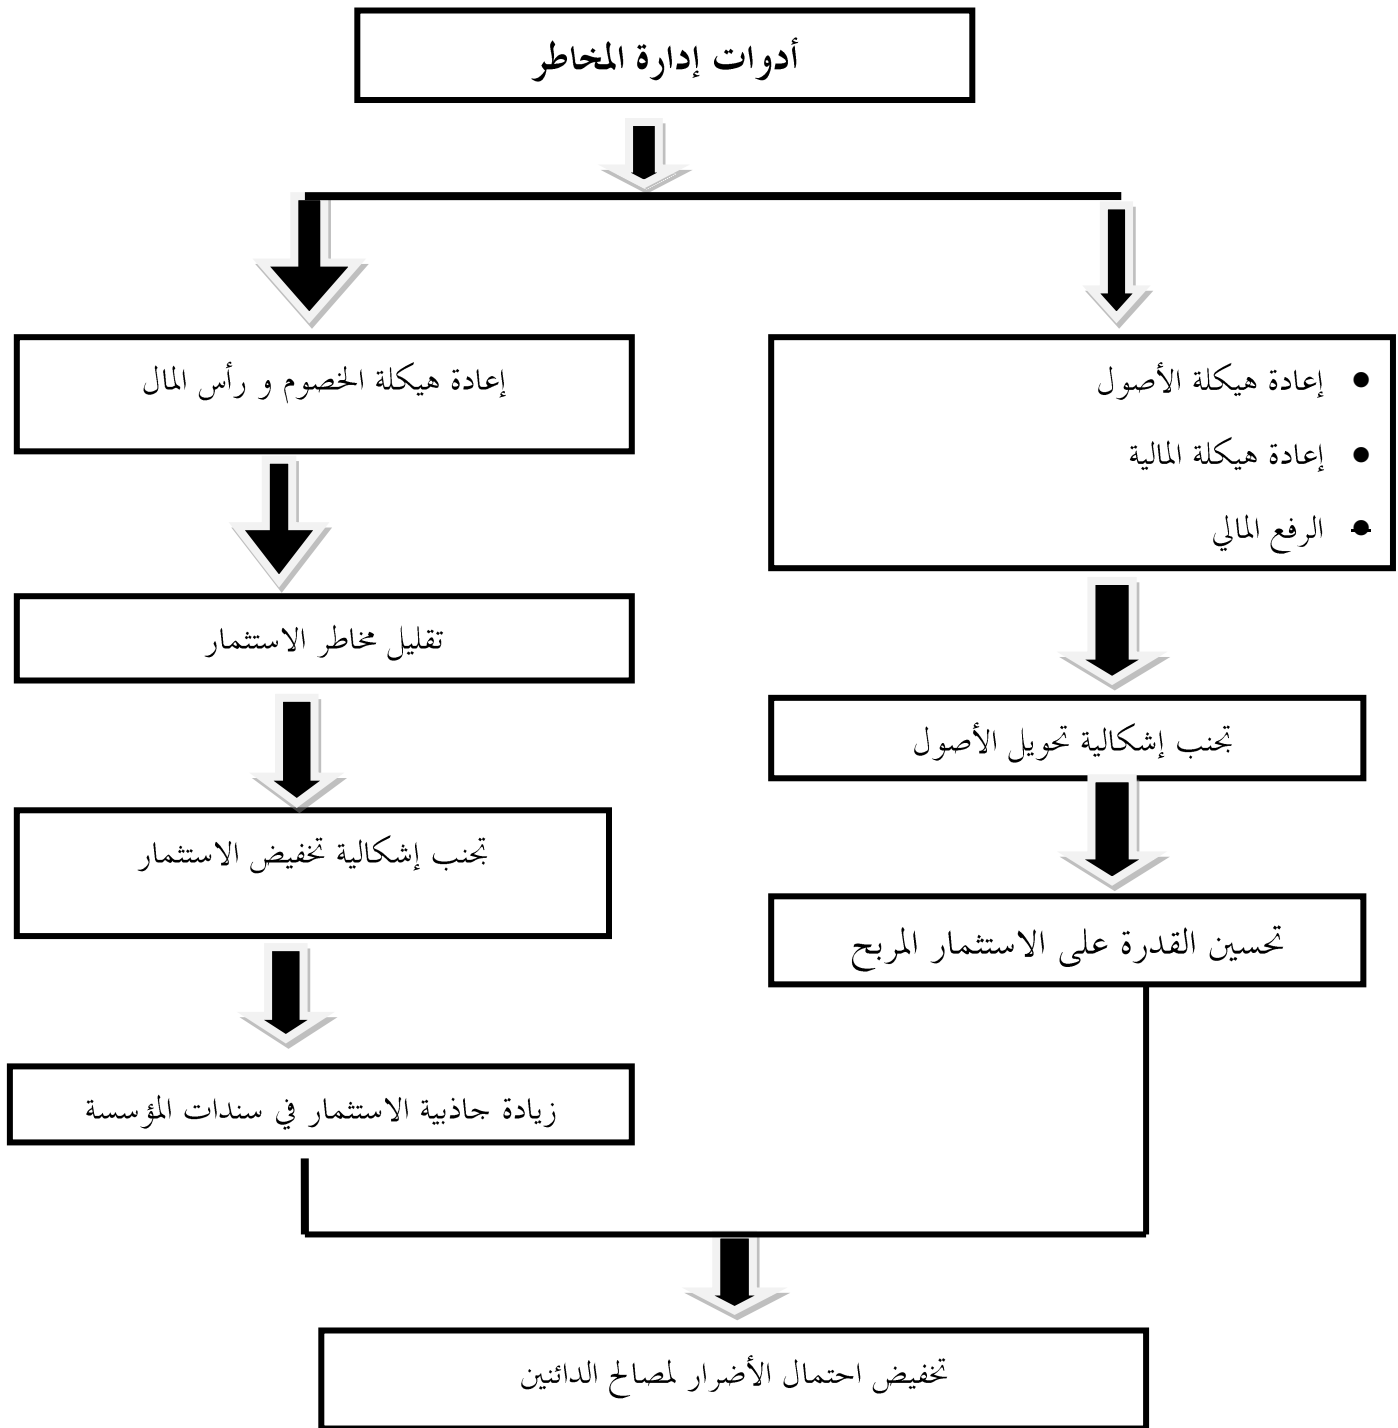 أدوات إدارة المخاطر
إعادة هيكلة الأصول
إعادة هيكلة المالية
الرفع المالي
تجنب إشكالية تحويل الأصول
تحسين القدرة على الاستثمار المربح
إعادة هيكلة الخصوم و رأس المال
تقليل مخاطر الاستثمار
تجنب إشكالية تخفيض الاستثمار
زيادة جاذبية الاستثمار في سندات المؤسسة
تخفيض احتمال الأضرار لمصالح الدائنين